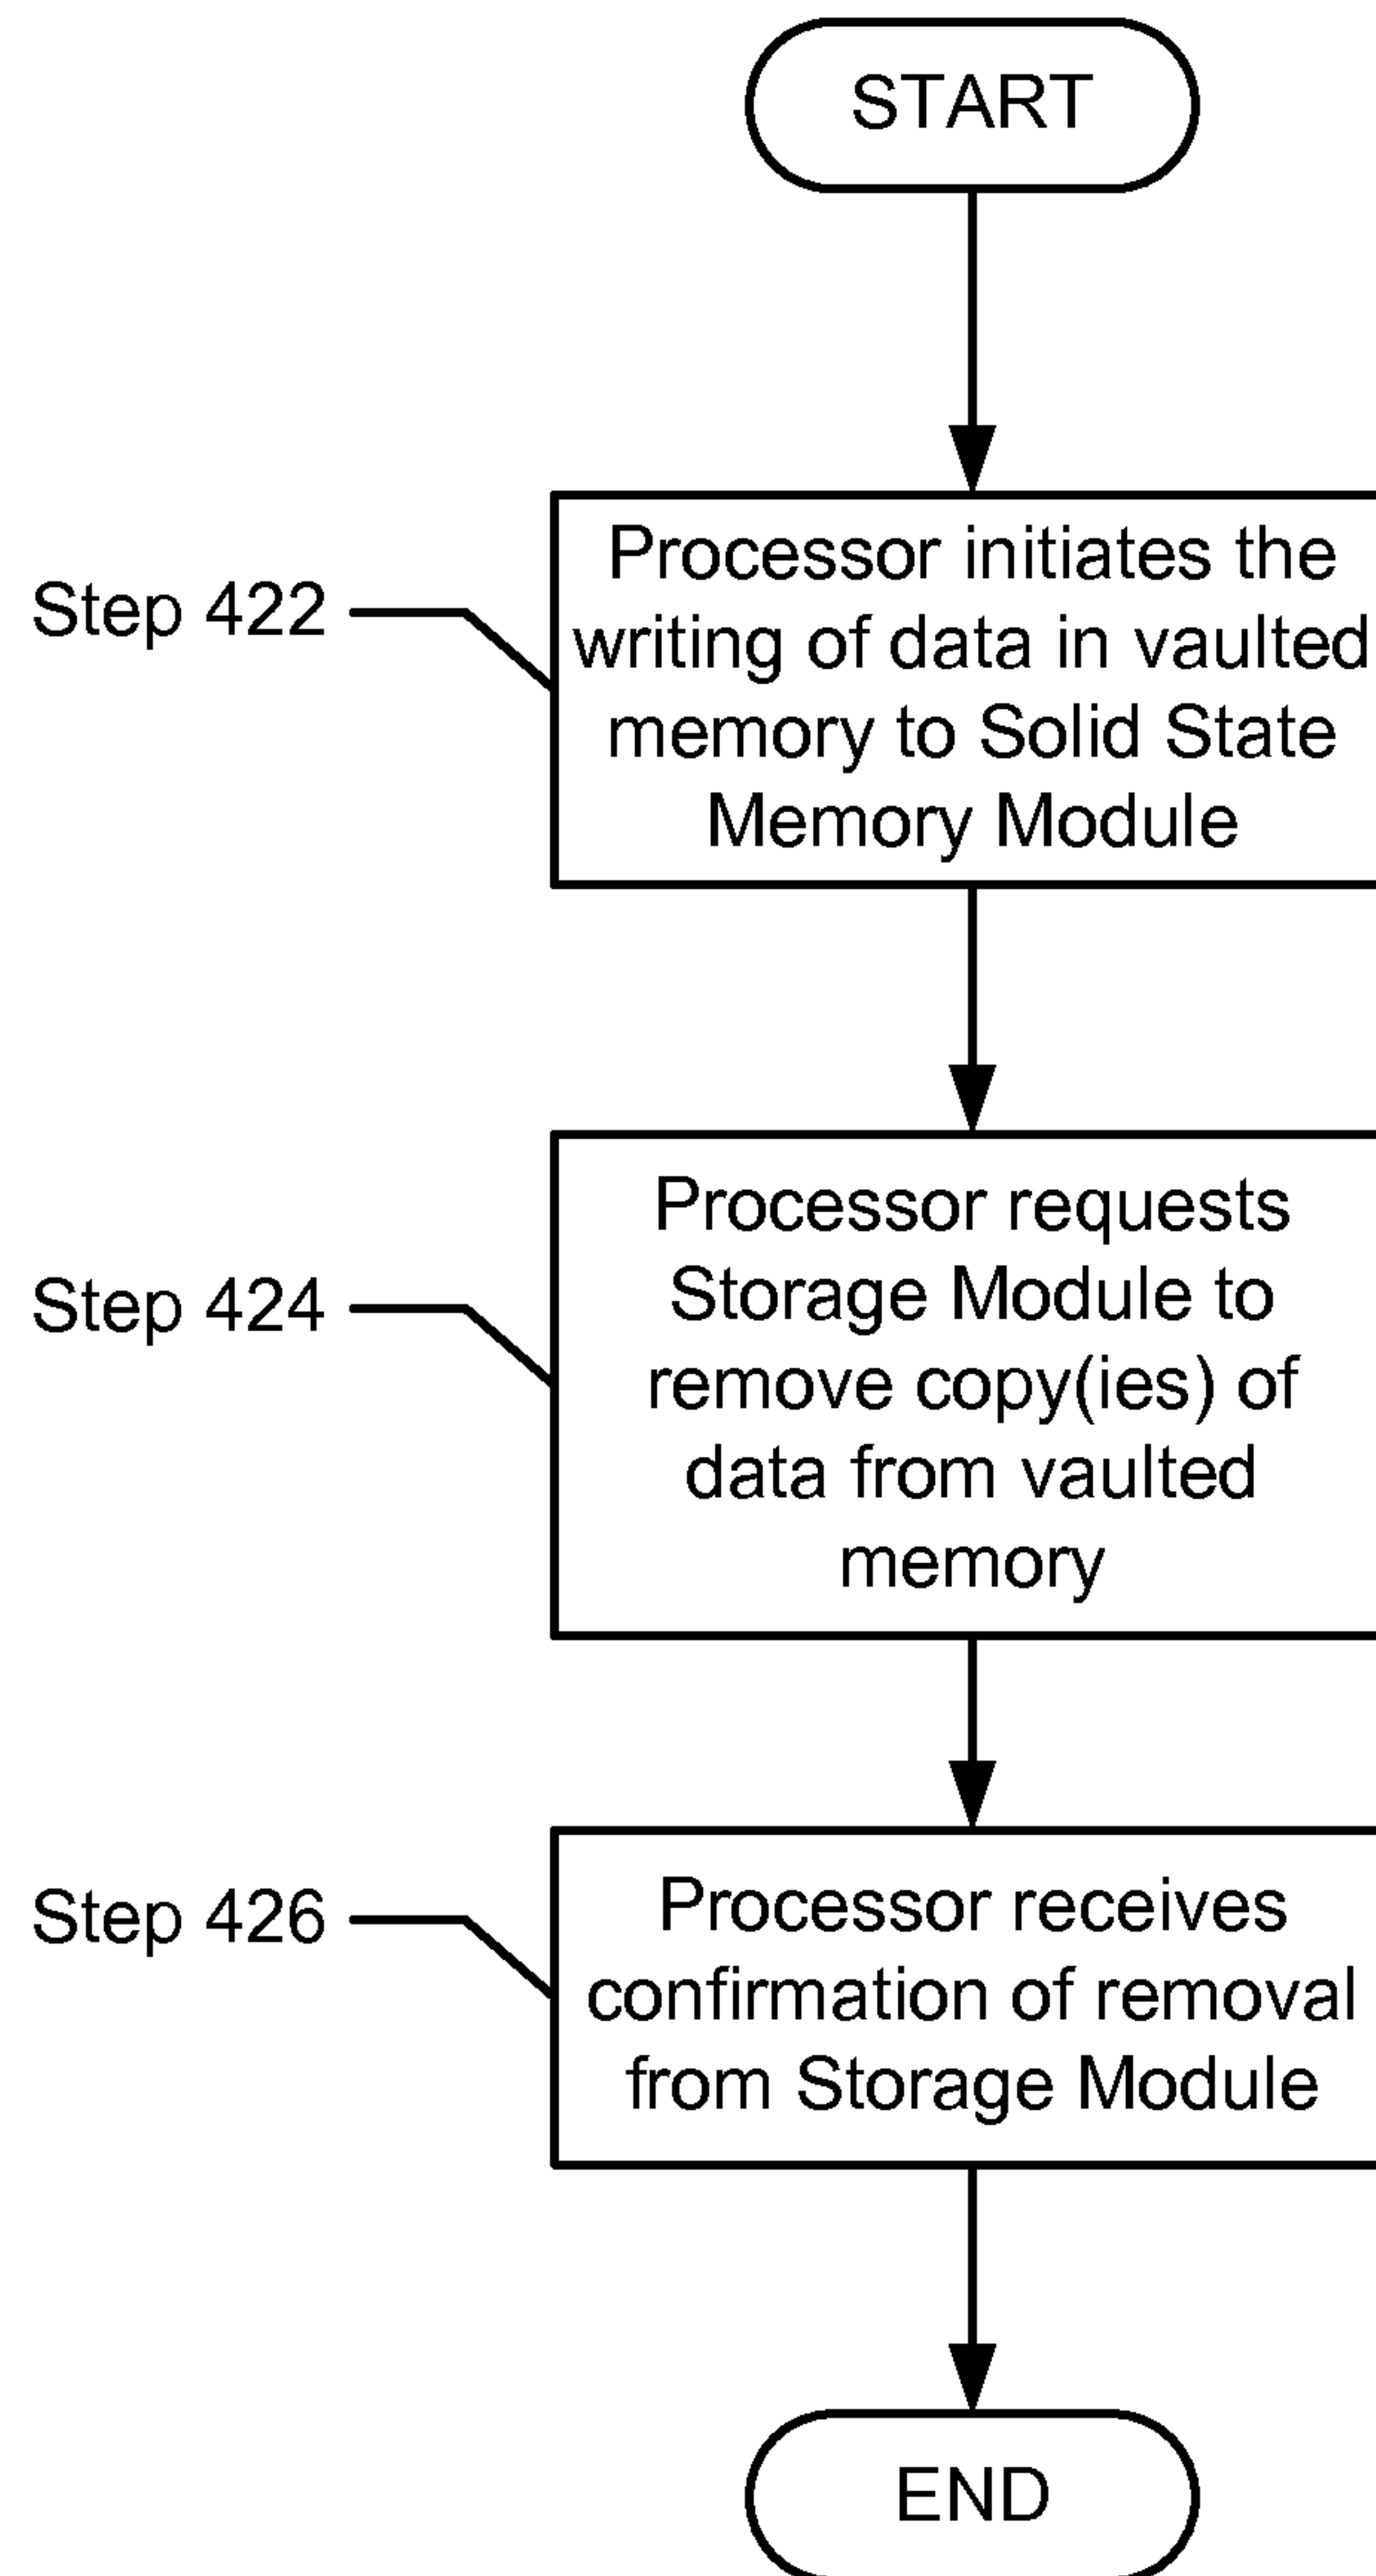 START
Step 422
Processor initiates the
writing of data in vaulted
memory to Solid State
Memory Module
Step 424
Processor requests
Storage Module to
remove copy(ies) of
data from vaulted
memory
Step 426
Processor receives
confirmation of removal
from Storage Module
END